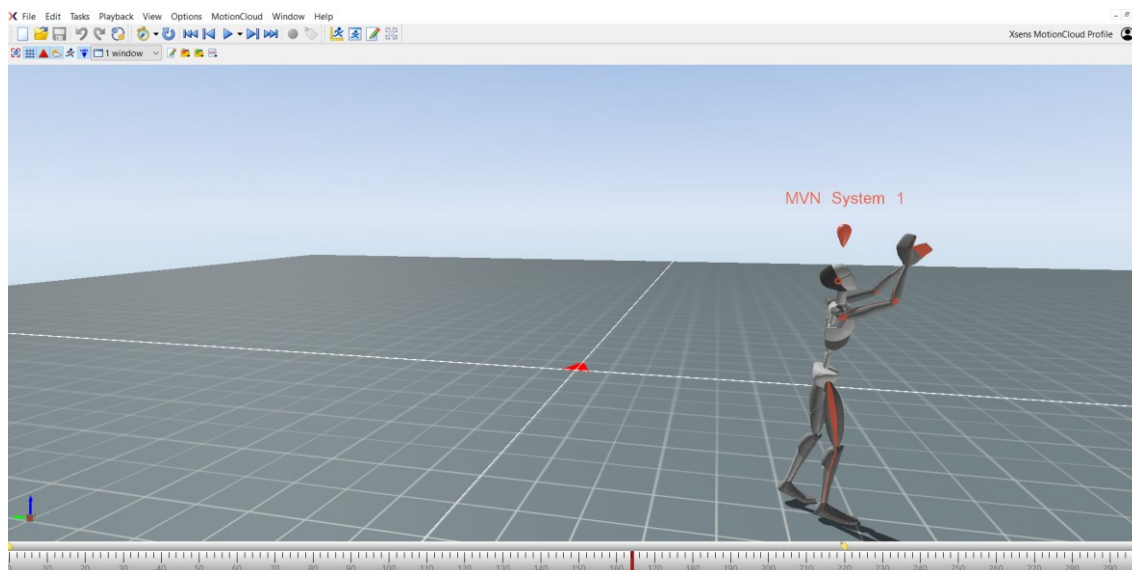 File Edit Tasks Playback View Options MotionCloud Window Help
Xsens MotionCloud Profile
1 window
MVN System 1
10 20 30 40 50 60 70 80 90 100 110 120 130 140 150 160 170 180 190 200 210 220 230 240 250 260 270 280 290